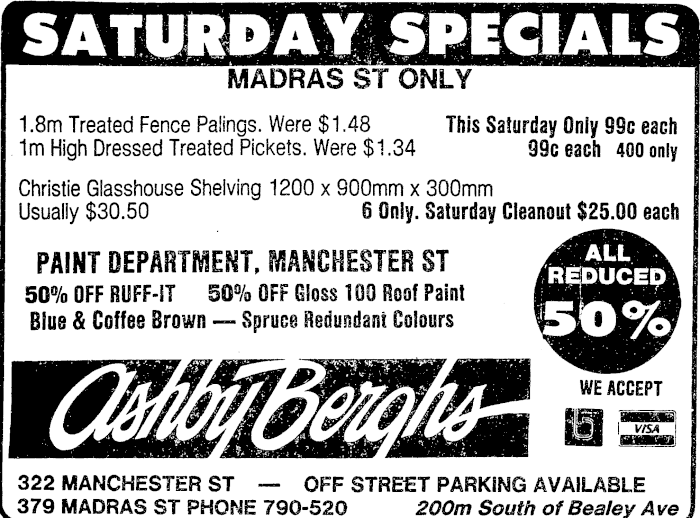 SATURDAY SPECIALS
MADRAS ST ONLY
1.8m Treated Fence Palings. Were $1.48 This Saturday Only 99c each
1m High Dressed Treated Pickets. Were $1.34 99c each 400 only
Christie Glasshouse Shelving 1200 x 900mm x 300mm
Usually $30.50 6 Only. Saturday Cleanout $25.00 each
PAINT DEPARTMENT, MANCHESTER ST
50% OFF RUFF-IT 50% OFF Gloss 100 Roof Paint
Blue & Coffee Brown — Spruce Redundant Colours
ALL
REDUCED
50%
Ashby Berghs
WE ACCEPT
VISA
322 MANCHESTER ST — OFF STREET PARKING AVAILABLE
379 MADRAS ST PHONE 790-520 200m South of Bealey Ave